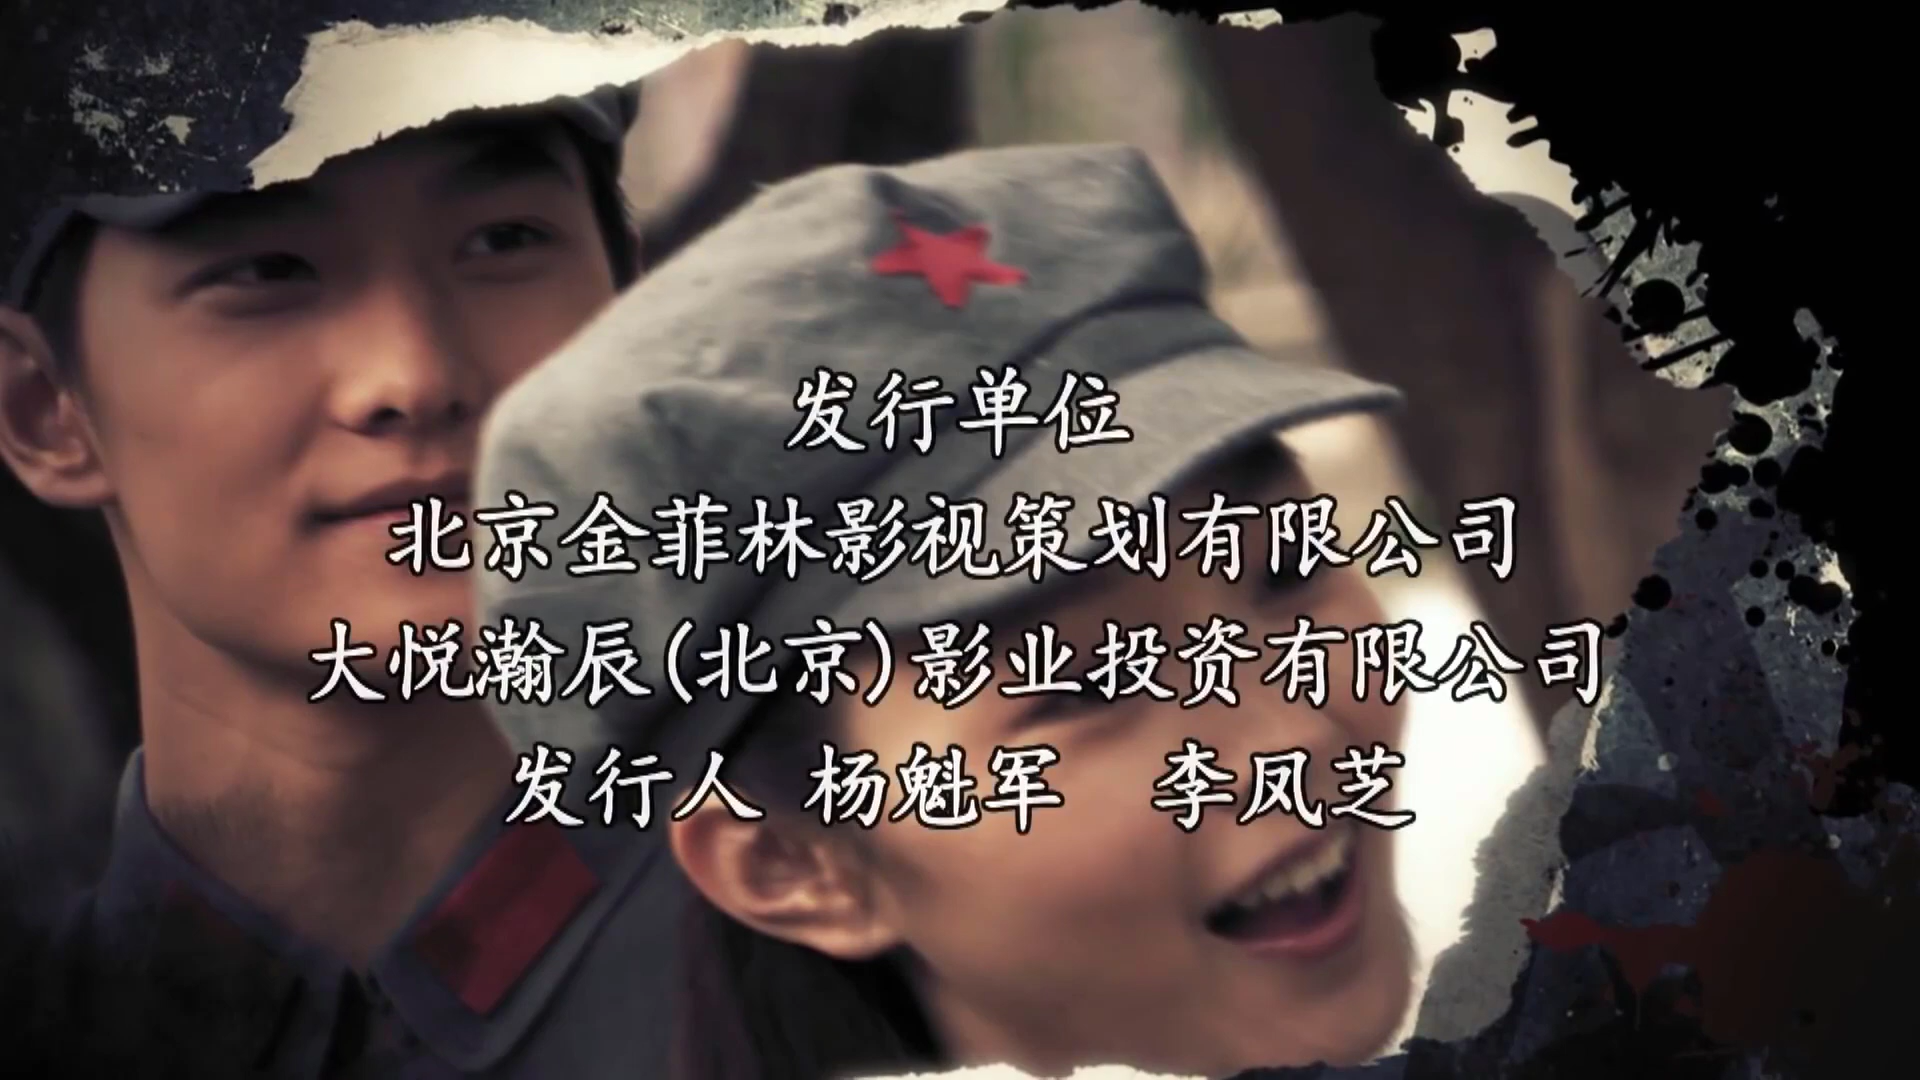 发行单位
北京金菲林影视策划有限公司
大悦瀚辰(北京)影业投资有限公司
发行人 杨魁军 李凤芝